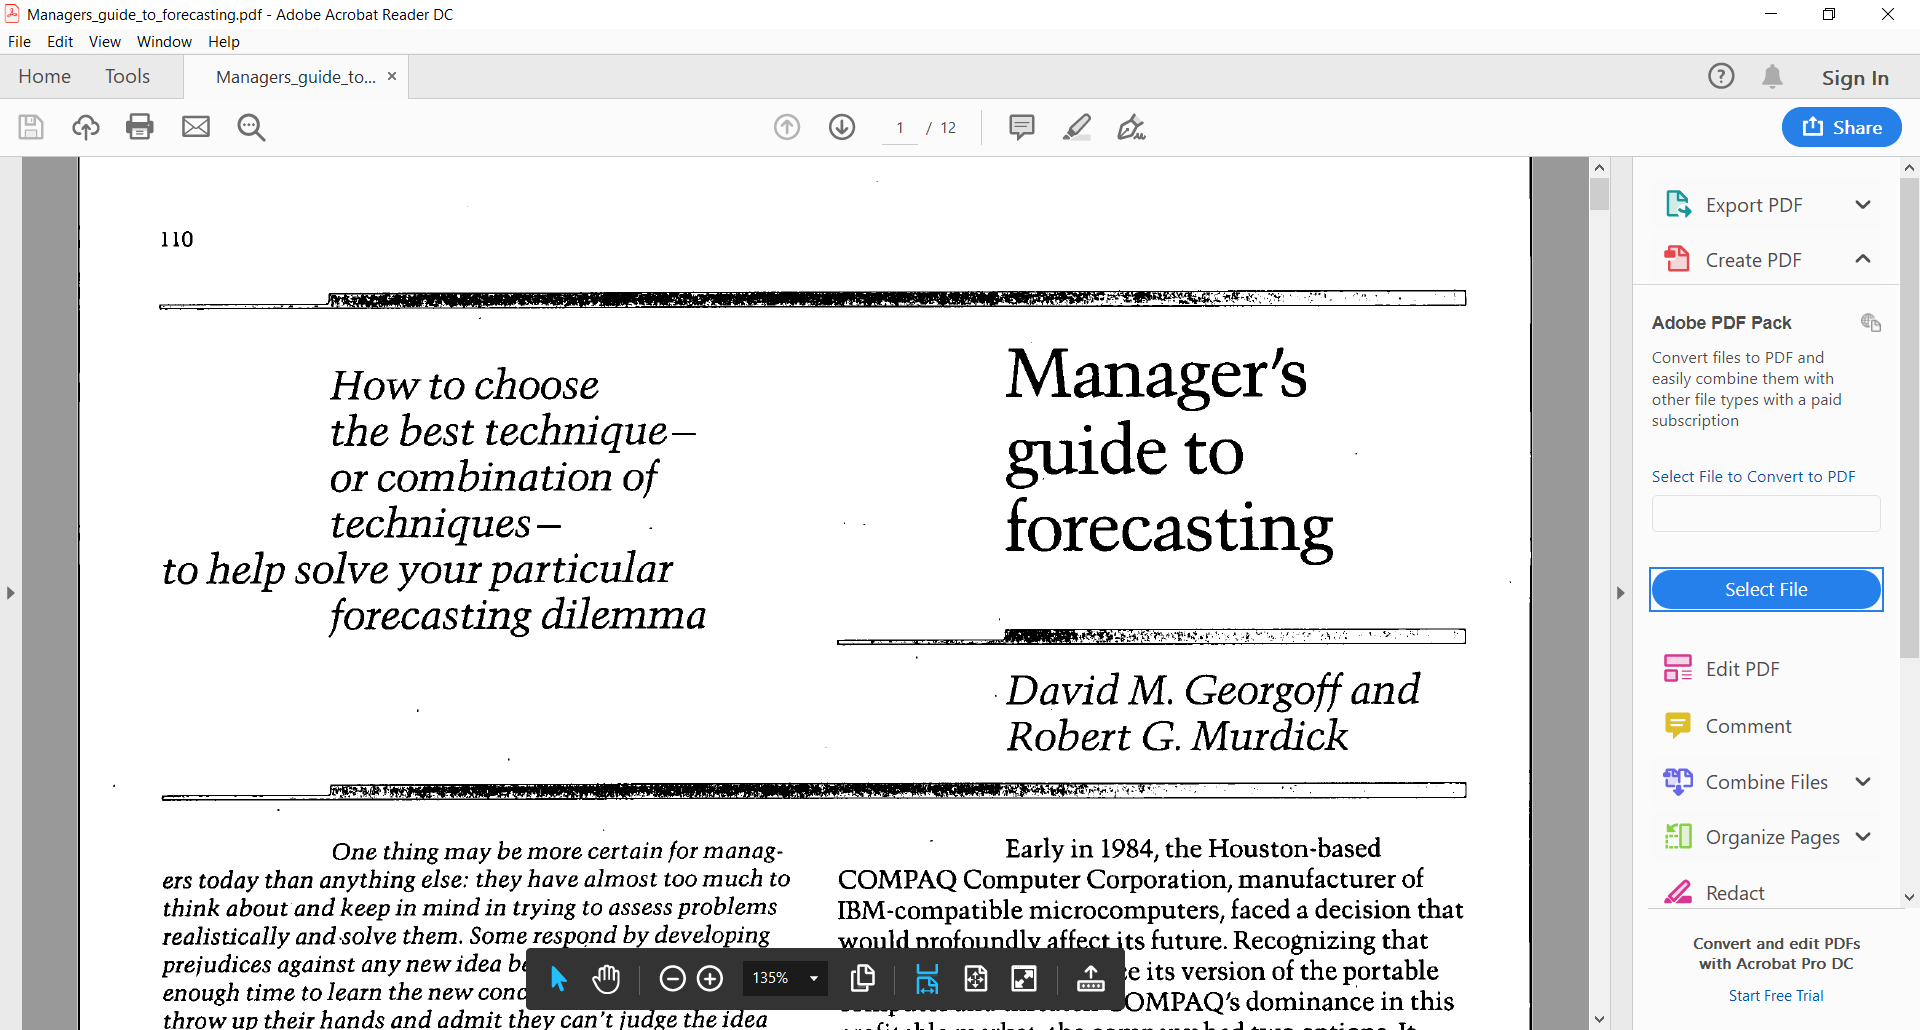 Managers_guide_to_forecasting.pdf - Adobe Acrobat Reader DC
File Edit View Window Help
Home Tools Managers_guide_to... × Sign In
1 / 12
Share
110
How to choose
the best technique—
or combination of
techniques—
to help solve your particular
forecasting dilemma
Manager's
guide to
forecasting
David M. Georgoff and
Robert G. Murdick
One thing may be more certain for manag-
ers today than anything else: they have almost too much to
think about and keep in mind in trying to assess problems
realistically and solve them. Some respond by developing
prejudices against any new idea be
enough time to learn the new conc
throw up their hands and admit they can't judge the idea
Early in 1984, the Houston-based
COMPAQ Computer Corporation, manufacturer of
IBM-compatible microcomputers, faced a decision that
would profoundly affect its future. Recognizing that
e its version of the portable
COMPAQ's dominance in this
135%
Export PDF
Create PDF
Adobe PDF Pack
Convert files to PDF and
easily combine them with
other file types with a paid
subscription
Select File to Convert to PDF
Select File
Edit PDF
Comment
Combine Files
Organize Pages
Redact
Convert and edit PDFs
with Acrobat Pro DC
Start Free Trial